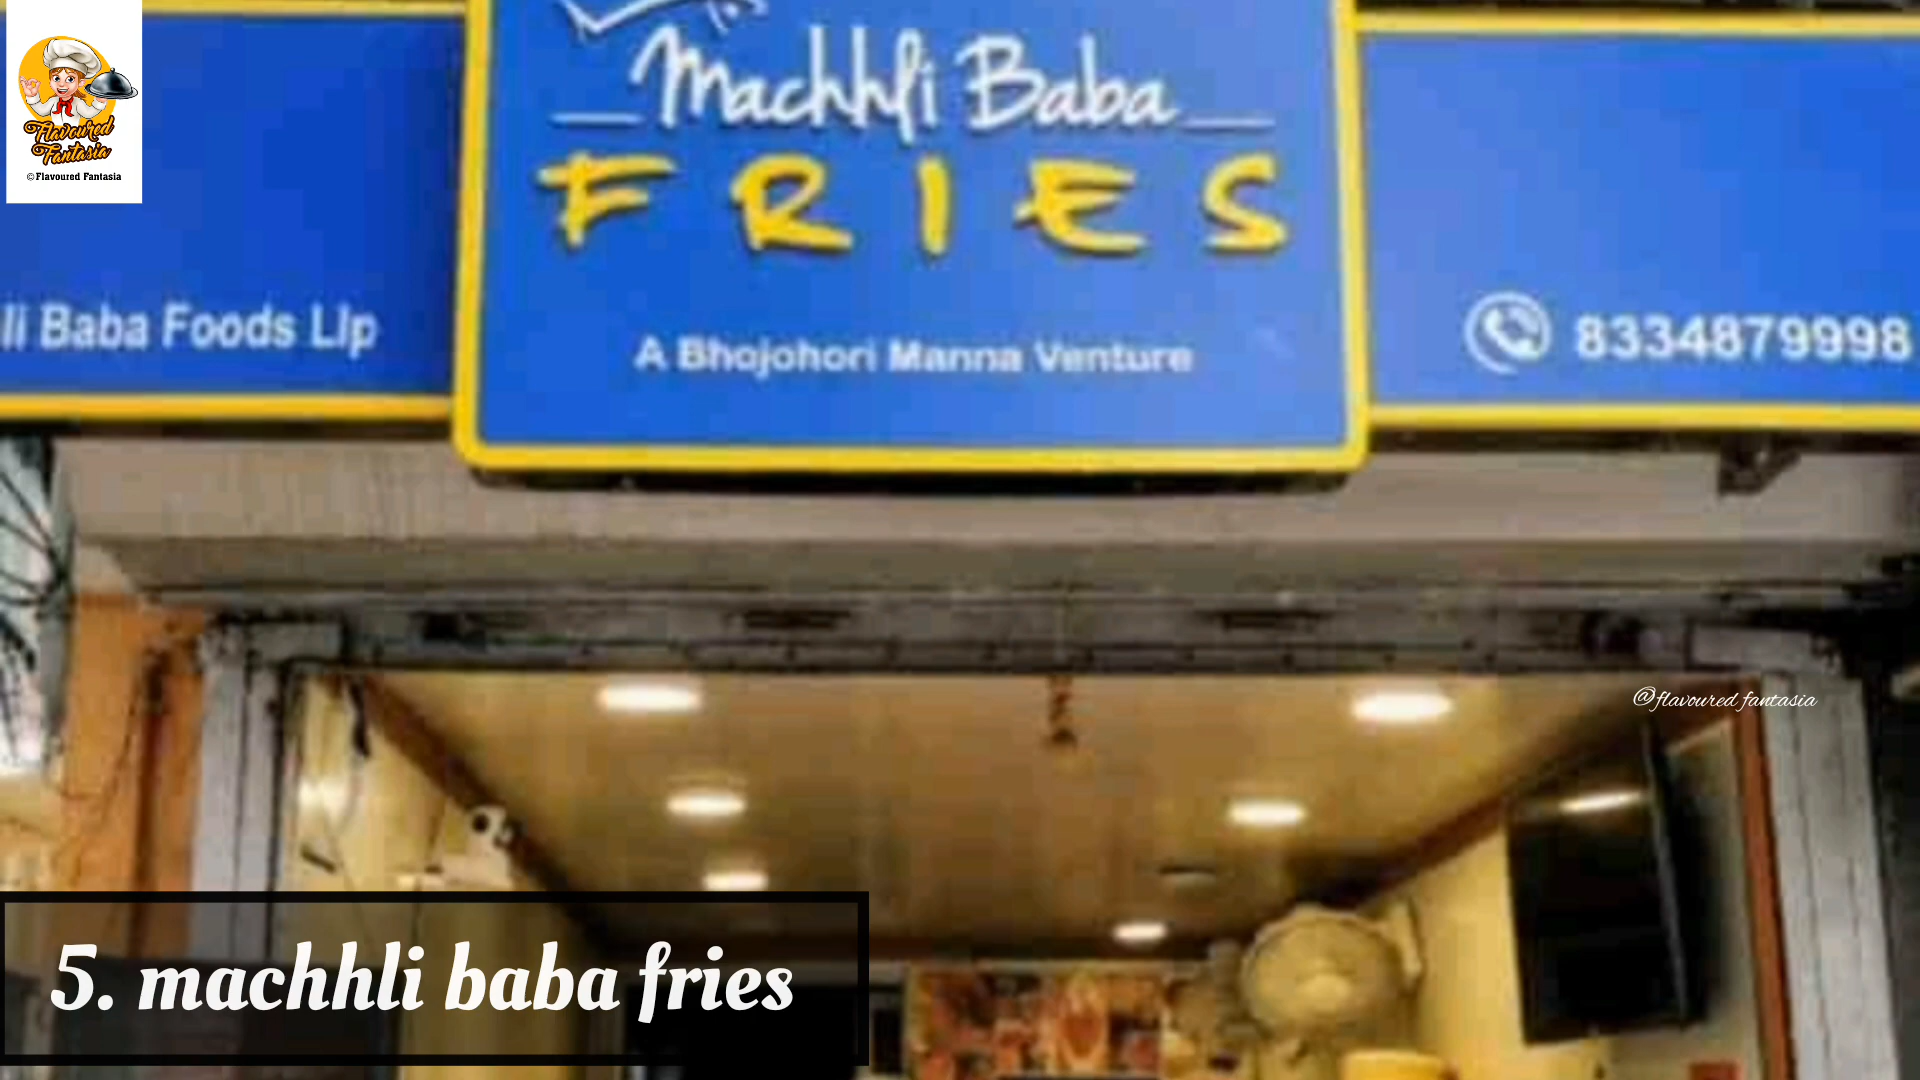 Flavoured
Fantasia
©Flavoured Fantasia
Machhli Baba
FRIES
li Baba Foods Llp
A Bhojohori Manna Venture
8334879998
@flavoured fantasia
5. machhli baba fries